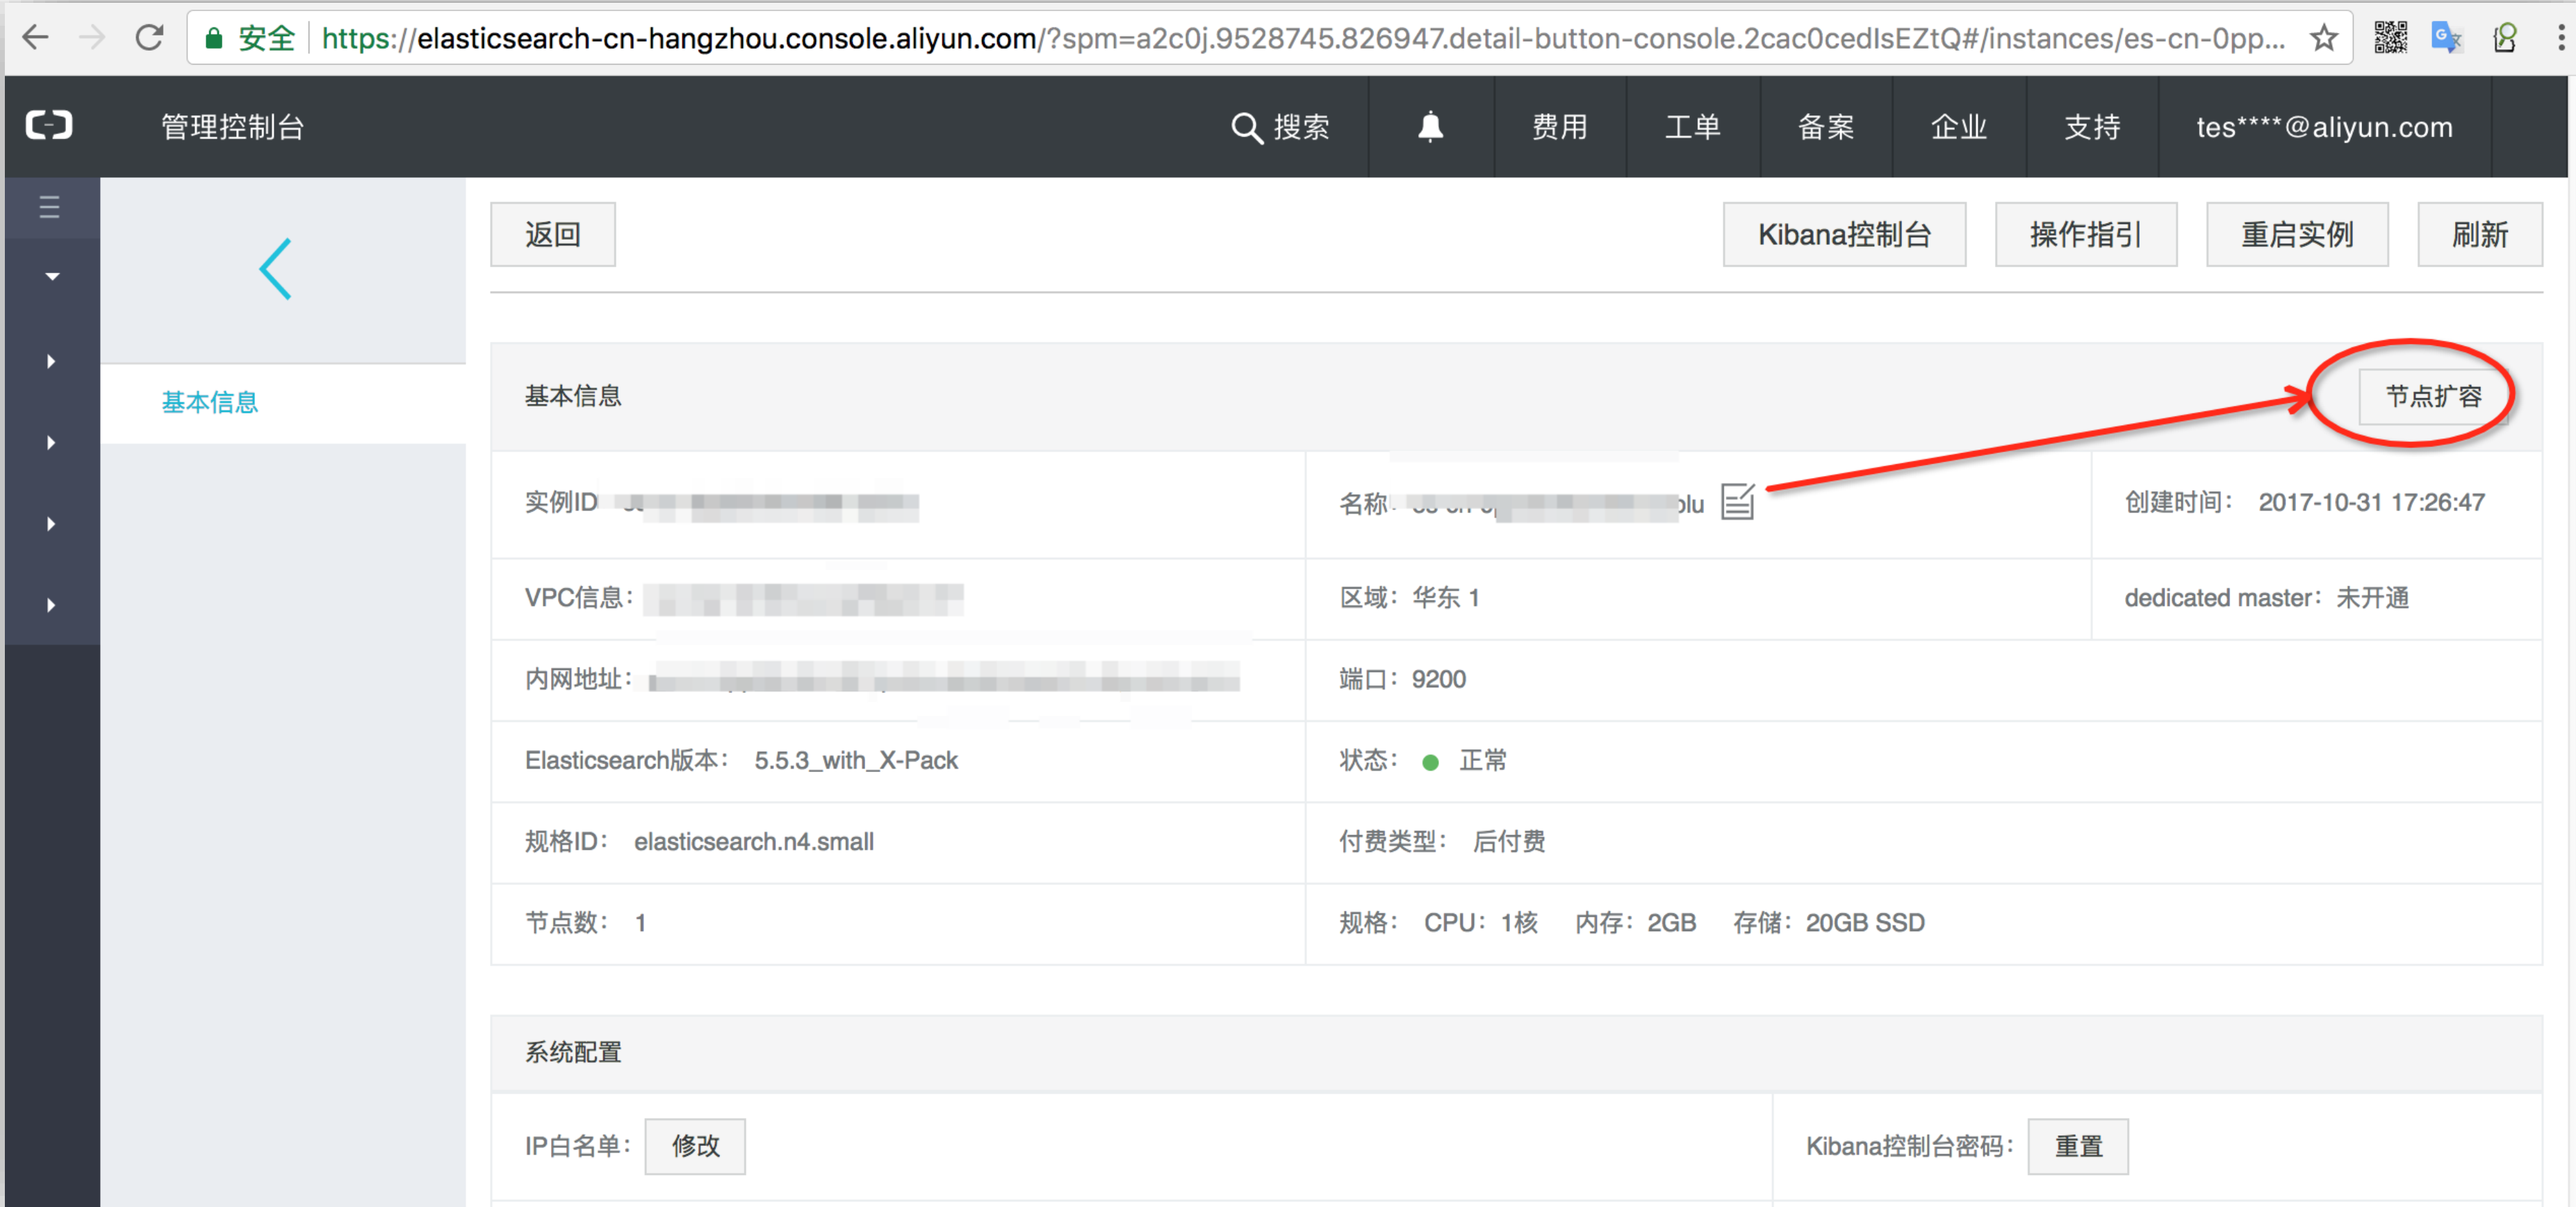 安全 https://elasticsearch-cn-hangzhou.console.aliyun.com/?spm=a2c0j.9528745.826947.detail-button-console.2cac0cedIsEZtQ#/instances/es-cn-0pp...
管理控制台 搜索 费用 工单 备案 企业 支持 tes****@aliyun.com
返回 Kibana控制台 操作指引 重启实例 刷新
基本信息
基本信息 节点扩容
实例ID 名称: plu 创建时间: 2017-10-31 17:26:47
VPC信息: 区域: 华东 1 dedicated master: 未开通
内网地址: 端口: 9200
Elasticsearch版本: 5.5.3_with_X-Pack 状态: 正常
规格ID: elasticsearch.n4.small 付费类型: 后付费
节点数: 1 规格: CPU: 1核 内存: 2GB 存储: 20GB SSD
系统配置
IP白名单: 修改 Kibana控制台密码: 重置